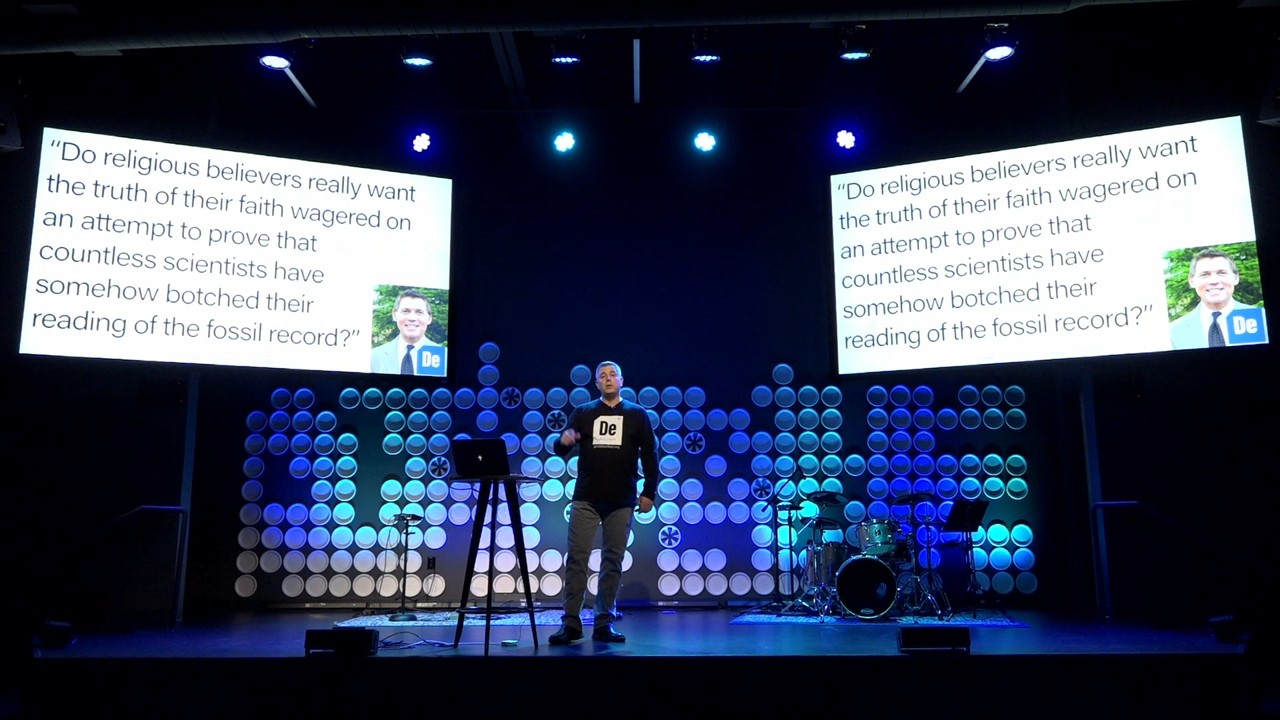 “Do religious believers really want
the truth of their faith wagered on
an attempt to prove that
countless scientists have
somehow botched their
reading of the fossil record?”
De
“Do religious believers really want
the truth of their faith wagered on
an attempt to prove that
countless scientists have
somehow botched their
reading of the fossil record?”
De
De